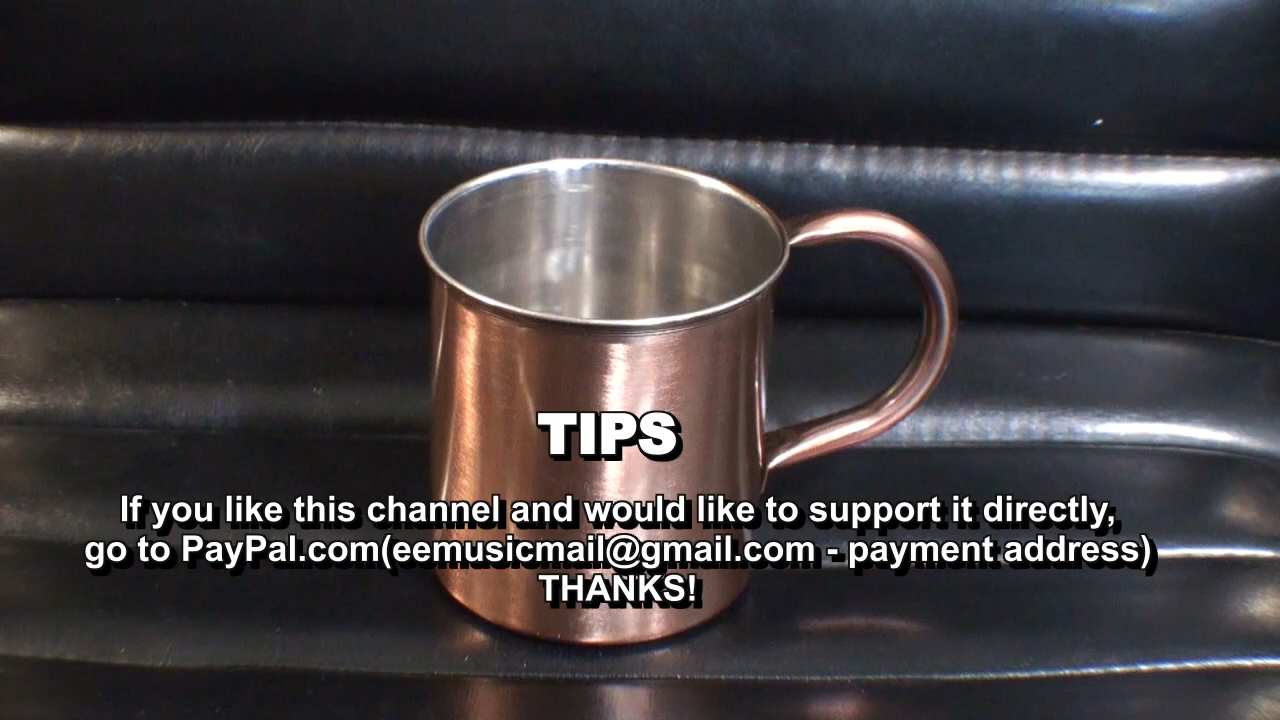 TIPS
If you like this channel and would like to support it directly,
go to PayPal.com(eemusicmail@gmail.com - payment address)
THANKS!